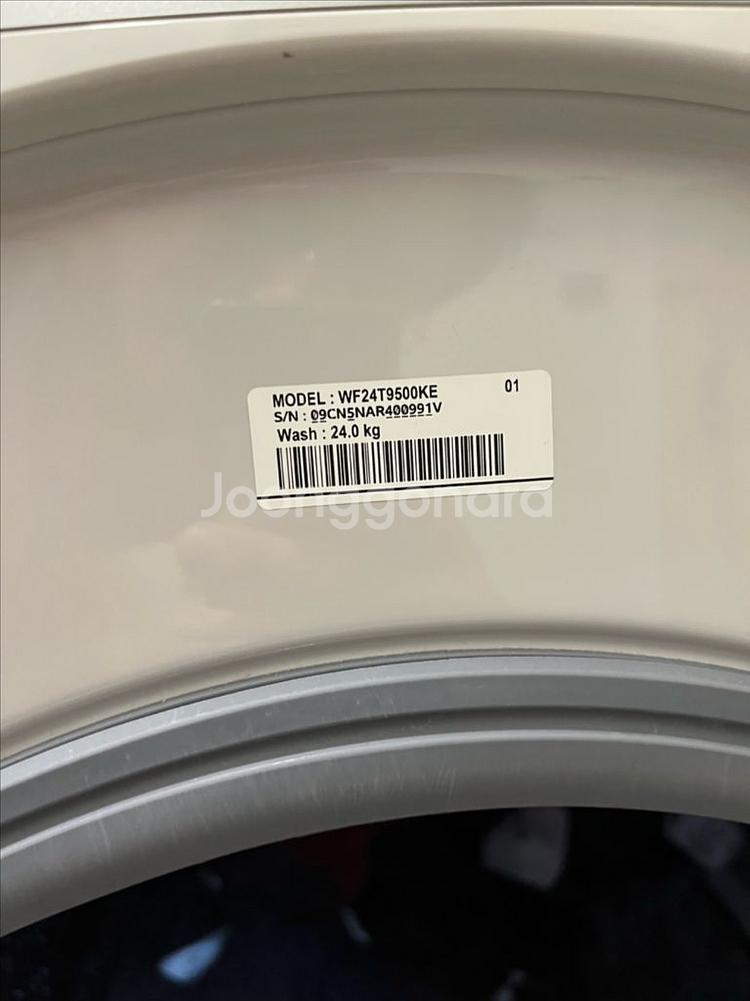 MODEL : WF24T9500KE 01
S/N : 09CN5NAR400991V
Wash : 24.0 kg
Joonggonara